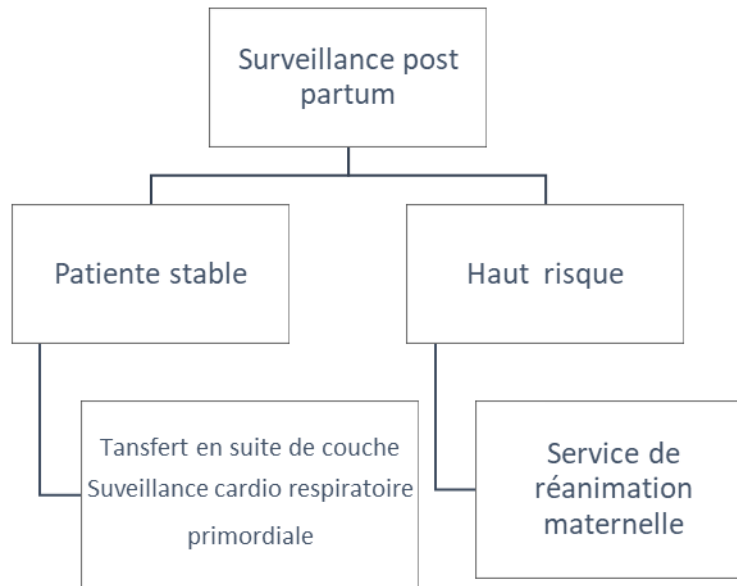 Surveillance post
partum
Patiente stable
Haut risque
Tansfert en suite de couche
Suveillance cardio respiratoire
primordiale
Service de
réanimation
maternelle